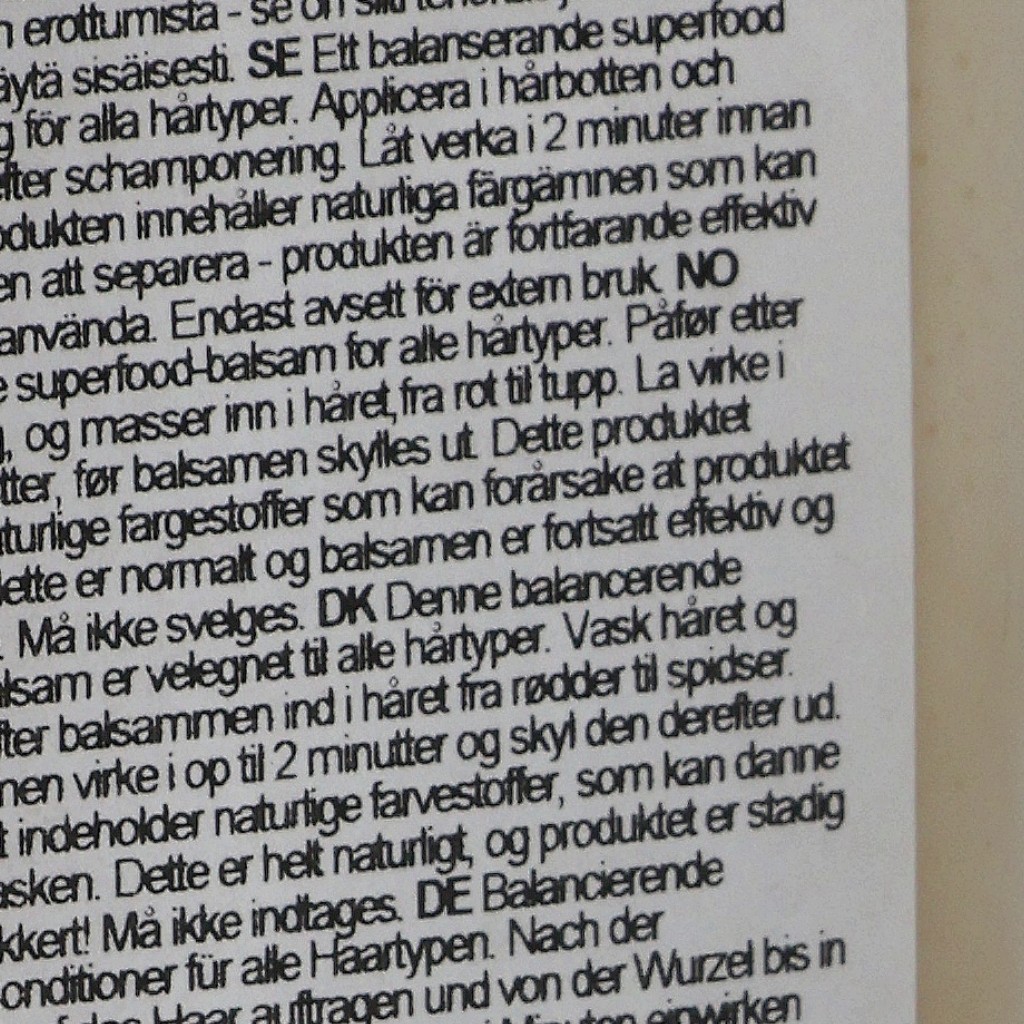 erottumista - se on
sisäisesti. SE Ett balanserande superfood
för alla hårtyper. Applicera i hårbotten och
schamponering. Låt verka i 2 minuter innan
innehåller naturliga färgämnen som kan
att separera - produkten är fortfarande effektiv
använda. Endast avsett för extern bruk. NO
superfood-balsam for alle hårtyper. Påfør etter
, og masser inn i håret, fra rot til tupp. La virke i
tter, før balsamen skylles ut. Dette produktet
turlige fargestoffer som kan forårsake at produktet
ette er normalt og balsamen er fortsatt effektiv og
. Må ikke svelges. DK Denne balancerende
lsam er velegnet til alle hårtyper. Vask håret og
fter balsammen ind i håret fra rødder til spidser.
nen virke i op til 2 minutter og skyl den derefter ud.
t indeholder naturlige farvestoffer, som kan danne
asken. Dette er helt naturligt, og produktet er stadig
kkert! Må ikke indtages. DE Balancierende
onditioner für alle Haartypen. Nach der
Haar auftragen und von der Wurzel bis in
Minuten einwirken